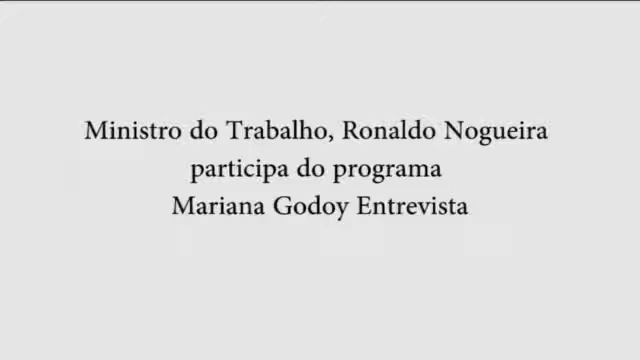 Ministro do Trabalho, Ronaldo Nogueira
participa do programa
Mariana Godoy Entrevista